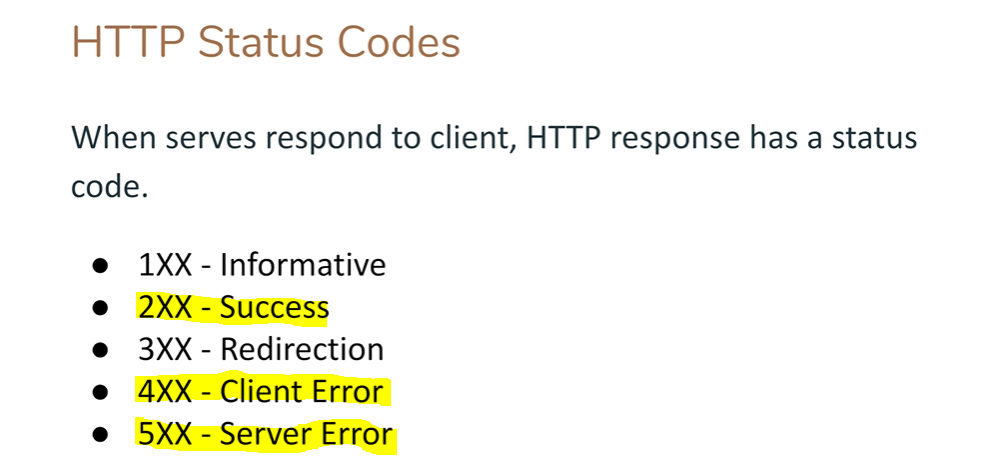 HTTP Status Codes
When serves respond to client, HTTP response has a status
code.
● 1XX - Informative
● 2XX - Success
● 3XX - Redirection
● 4XX - Client Error
● 5XX - Server Error